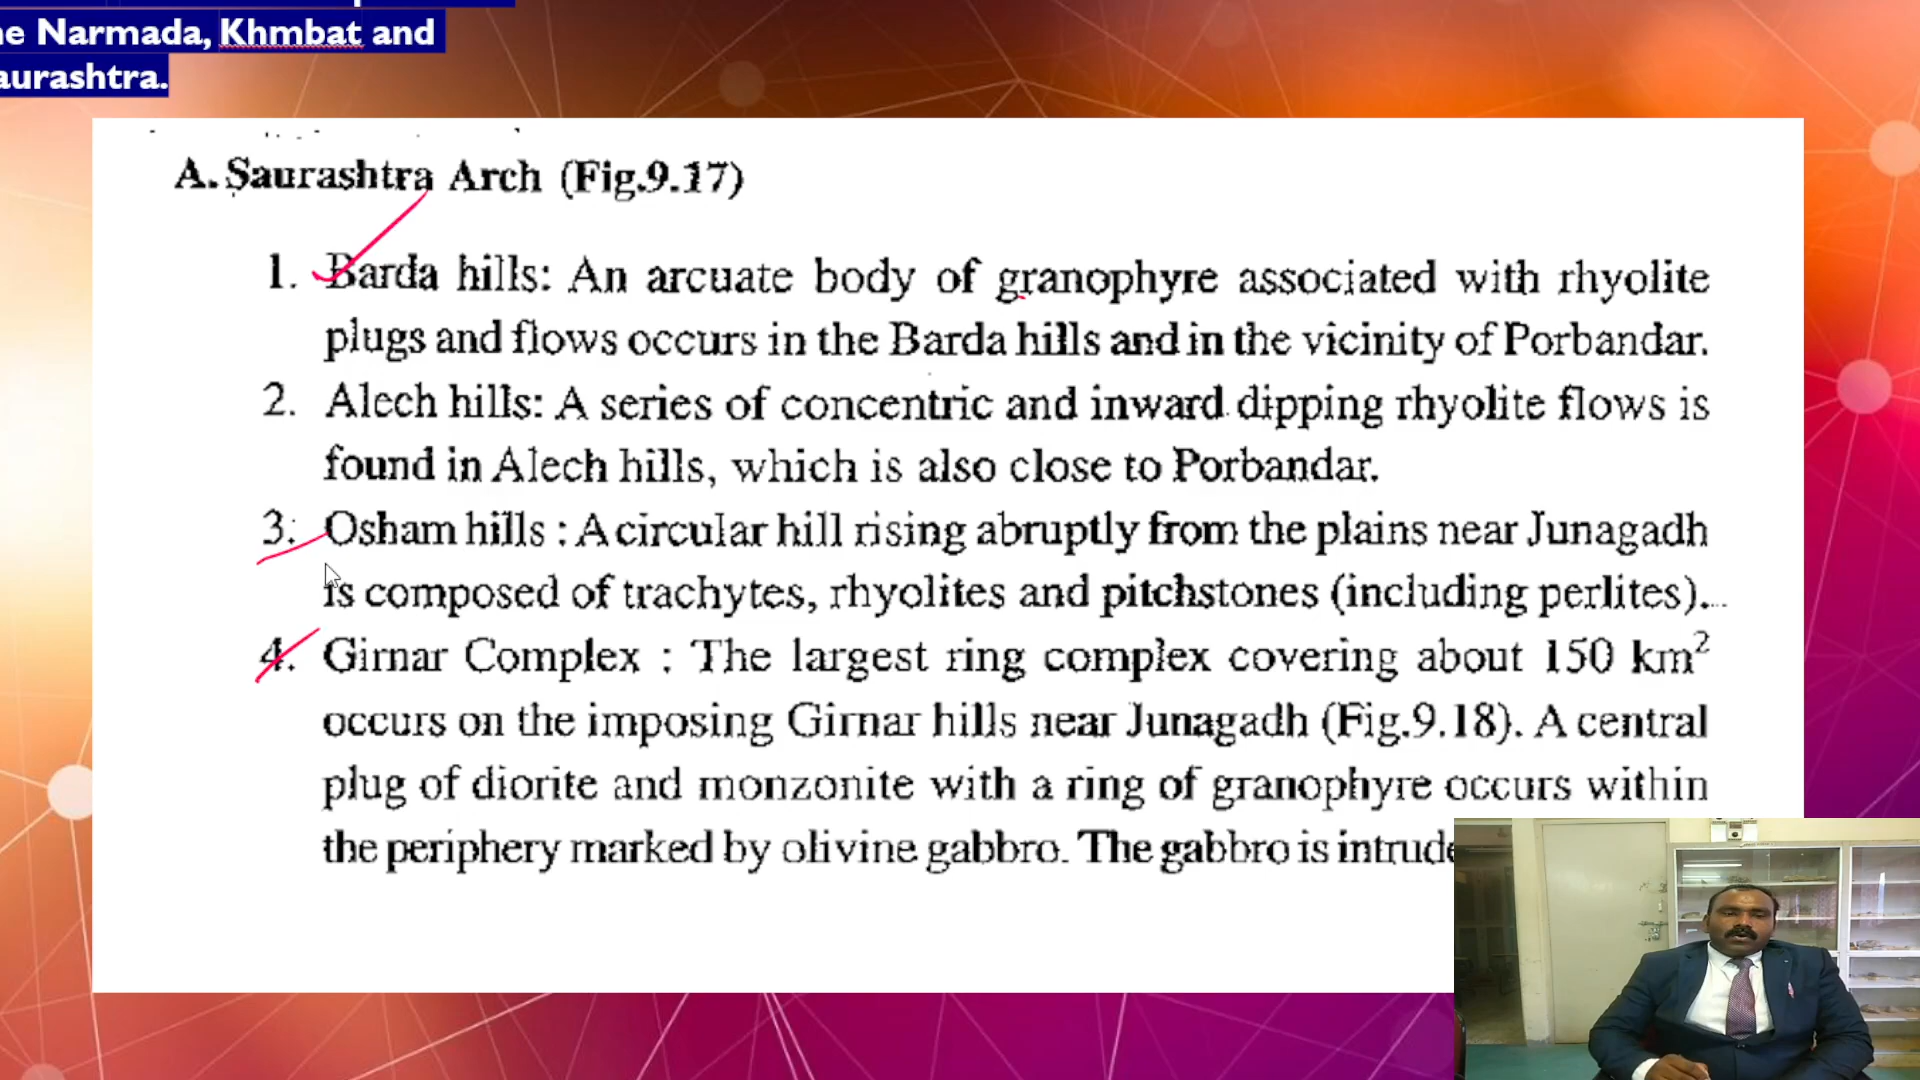 he Narmada, Khmbat and
aurashtra.
A. Saurashtra Arch (Fig.9.17)
1. Barda hills: An arcuate body of granophyre associated with rhyolite
plugs and flows occurs in the Barda hills and in the vicinity of Porbandar.
2. Alech hills: A series of concentric and inward dipping rhyolite flows is
found in Alech hills, which is also close to Porbandar.
3. Osham hills : A circular hill rising abruptly from the plains near Junagadh
is composed of trachytes, rhyolites and pitchstones (including perlites).
4. Girnar Complex : The largest ring complex covering about 150 km²
occurs on the imposing Girnar hills near Junagadh (Fig.9.18). A central
plug of diorite and monzonite with a ring of granophyre occurs within
the periphery marked by olivine gabbro. The gabbro is intrude